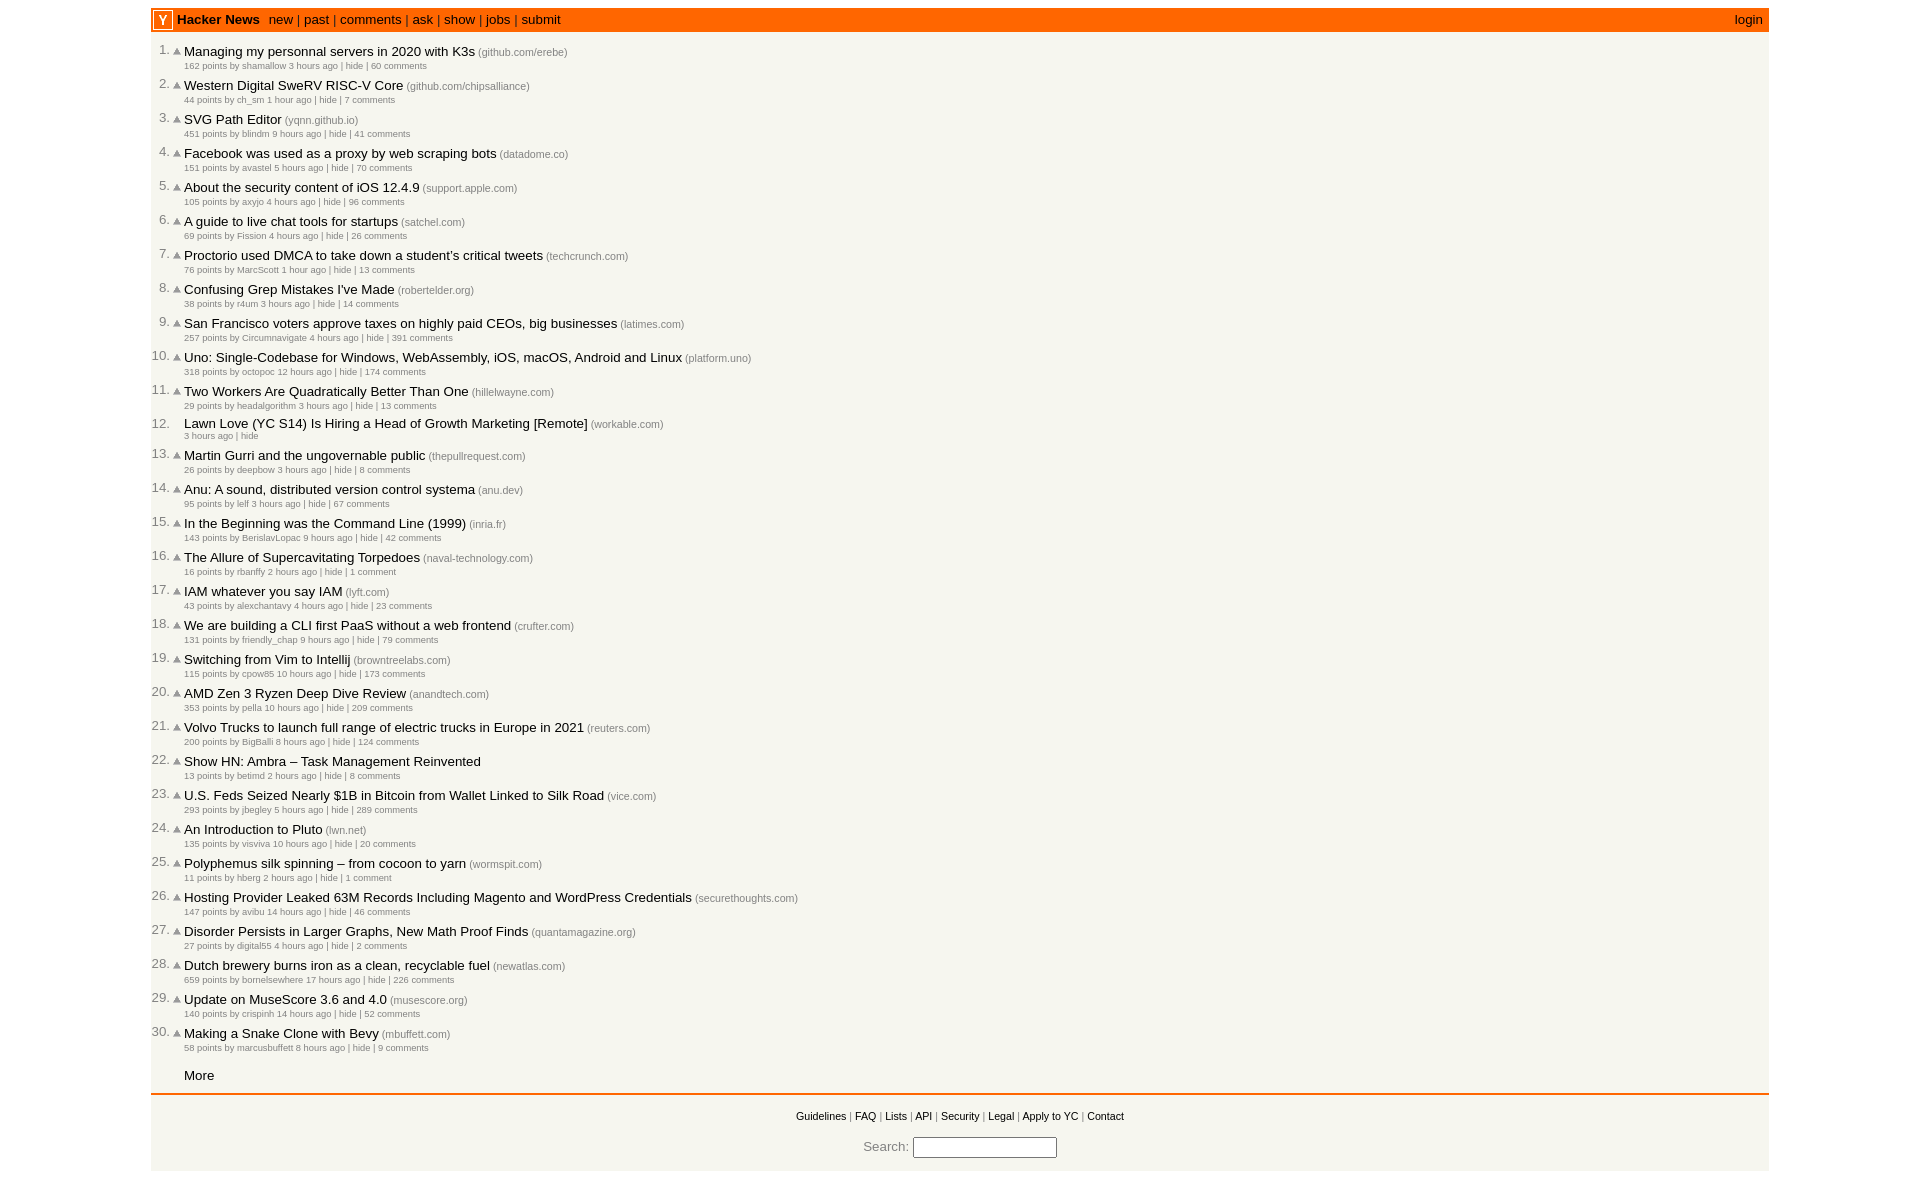 Y Hacker News new | past | comments | ask | show | jobs | submit login
1. Managing my personnal servers in 2020 with K3s (github.com/erebe)
162 points by shamallow 3 hours ago | hide | 60 comments
2. Western Digital SweRV RISC-V Core (github.com/chipsalliance)
44 points by ch_sm 1 hour ago | hide | 7 comments
3. SVG Path Editor (yqnn.github.io)
451 points by blindm 9 hours ago | hide | 41 comments
4. Facebook was used as a proxy by web scraping bots (datadome.co)
151 points by avastel 5 hours ago | hide | 70 comments
5. About the security content of iOS 12.4.9 (support.apple.com)
105 points by axyjo 4 hours ago | hide | 96 comments
6. A guide to live chat tools for startups (satchel.com)
69 points by Fission 4 hours ago | hide | 26 comments
7. Proctorio used DMCA to take down a student's critical tweets (techcrunch.com)
76 points by MarcScott 1 hour ago | hide | 13 comments
8. Confusing Grep Mistakes I've Made (robertelder.org)
38 points by r4um 3 hours ago | hide | 14 comments
9. San Francisco voters approve taxes on highly paid CEOs, big businesses (latimes.com)
257 points by Circumnavigate 4 hours ago | hide | 391 comments
10. Uno: Single-Codebase for Windows, WebAssembly, iOS, macOS, Android and Linux (platform.uno)
318 points by octopoc 12 hours ago | hide | 174 comments
11. Two Workers Are Quadratically Better Than One (hillelwayne.com)
29 points by headalgorithm 3 hours ago | hide | 13 comments
12. Lawn Love (YC S14) Is Hiring a Head of Growth Marketing [Remote] (workable.com)
3 hours ago | hide
13. Martin Gurri and the ungovernable public (thepullrequest.com)
26 points by deepbow 3 hours ago | hide | 8 comments
14. Anu: A sound, distributed version control systema (anu.dev)
95 points by lelf 3 hours ago | hide | 67 comments
15. In the Beginning was the Command Line (1999) (inria.fr)
143 points by BerislavLopac 9 hours ago | hide | 42 comments
16. The Allure of Supercavitating Torpedoes (naval-technology.com)
16 points by rbanffy 2 hours ago | hide | 1 comment
17. IAM whatever you say IAM (lyft.com)
43 points by alexchantavy 4 hours ago | hide | 23 comments
18. We are building a CLI first PaaS without a web frontend (crufter.com)
131 points by friendly_chap 9 hours ago | hide | 79 comments
19. Switching from Vim to Intellij (browntreelabs.com)
115 points by cpow85 10 hours ago | hide | 173 comments
20. AMD Zen 3 Ryzen Deep Dive Review (anandtech.com)
353 points by pella 10 hours ago | hide | 209 comments
21. Volvo Trucks to launch full range of electric trucks in Europe in 2021 (reuters.com)
200 points by BigBalli 8 hours ago | hide | 124 comments
22. Show HN: Ambra – Task Management Reinvented
13 points by betimd 2 hours ago | hide | 8 comments
23. U.S. Feds Seized Nearly $1B in Bitcoin from Wallet Linked to Silk Road (vice.com)
293 points by jbegley 5 hours ago | hide | 289 comments
24. An Introduction to Pluto (lwn.net)
135 points by visviva 10 hours ago | hide | 20 comments
25. Polyphemus silk spinning – from cocoon to yarn (wormspit.com)
11 points by hberg 2 hours ago | hide | 1 comment
26. Hosting Provider Leaked 63M Records Including Magento and WordPress Credentials (securethoughts.com)
147 points by avibu 14 hours ago | hide | 46 comments
27. Disorder Persists in Larger Graphs, New Math Proof Finds (quantamagazine.org)
27 points by digital55 4 hours ago | hide | 2 comments
28. Dutch brewery burns iron as a clean, recyclable fuel (newatlas.com)
659 points by bornelsewhere 17 hours ago | hide | 226 comments
29. Update on MuseScore 3.6 and 4.0 (musescore.org)
140 points by crispinh 14 hours ago | hide | 52 comments
30. Making a Snake Clone with Bevy (mbuffett.com)
58 points by marcusbuffett 8 hours ago | hide | 9 comments
More
Guidelines | FAQ | Lists | API | Security | Legal | Apply to YC | Contact
Search: